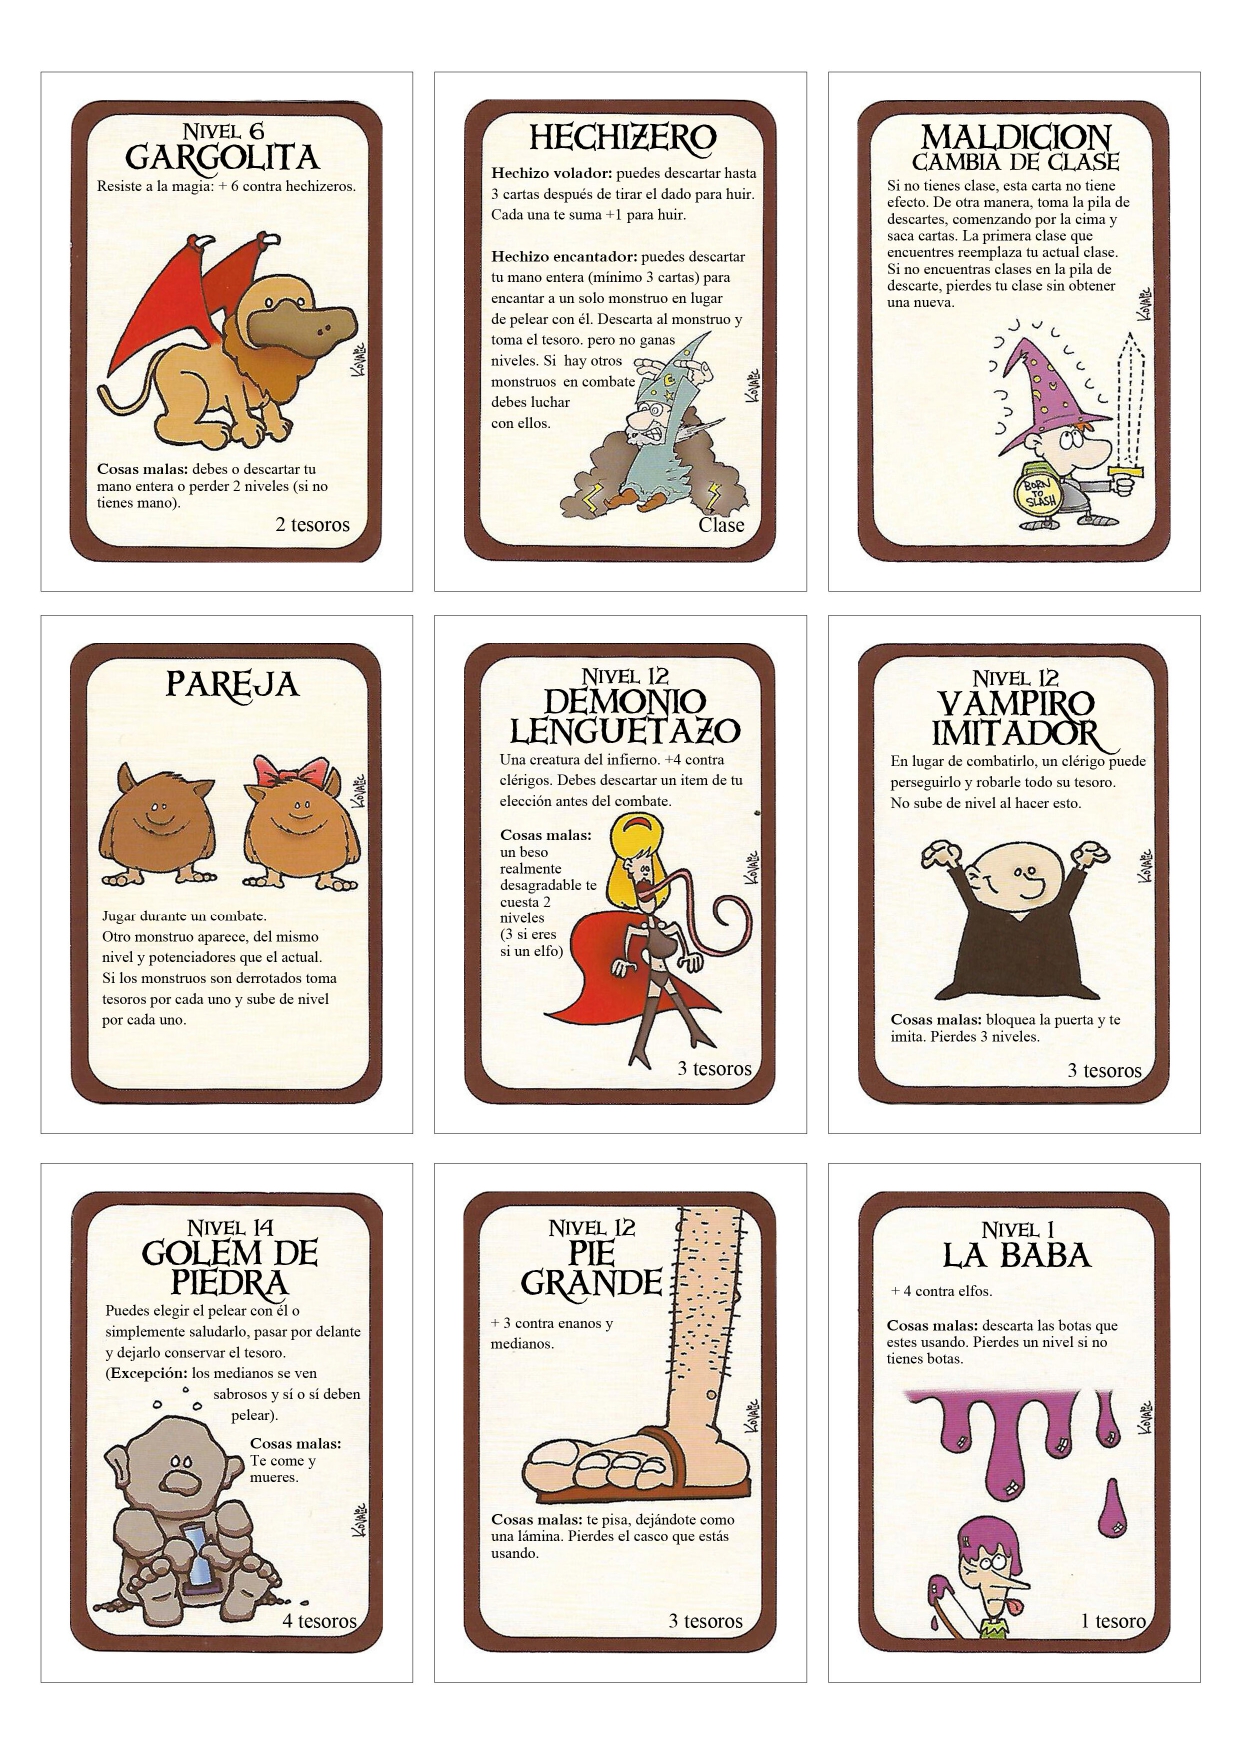 NIVEL 6
GARGOLITA
Resiste a la magia: + 6 contra hechizeros.
KOVALIC
Cosas malas: debes o descartar tu
mano entera o perder 2 niveles (si no
tienes mano).
2 tesoros
HECHIZERO
Hechizo volador: puedes descartar hasta
3 cartas después de tirar el dado para huir.
Cada una te suma +1 para huir.
Hechizo encantador: puedes descartar
tu mano entera (mínimo 3 cartas) para
encantar a un solo monstruo en lugar
de pelear con él. Descarta al monstruo y
toma el tesoro. pero no ganas
niveles. Si hay otros
monstruos en combate
debes luchar
con ellos.
KOVALIC
Clase
MALDICION
CAMBIA DE CLASE
Si no tienes clase, esta carta no tiene
efecto. De otra manera, toma la pila de
descartes, comenzando por la cima y
saca cartas. La primera clase que
encuentres reemplaza tu actual clase.
Si no encuentras clases en la pila de
descarte, pierdes tu clase sin obtener
una nueva.
KOVALIC
BORN
TO
SLASH
PAREJA
KOVALIC
Jugar durante un combate.
Otro monstruo aparece, del mismo
nivel y potenciadores que el actual.
Si los monstruos son derrotados toma
tesoros por cada uno y sube de nivel
por cada uno.
NIVEL 12
DEMONIO
LENGUETAZO
Una creatura del infierno. +4 contra
clérigos. Debes descartar un item de tu
elección antes del combate.
Cosas malas:
un beso
realmente
desagradable te
cuesta 2
niveles
(3 si eres
si un elfo)
KOVALIC
3 tesoros
NIVEL 12
VAMPIRO
IMITADOR
En lugar de combatirlo, un clérigo puede
perseguirlo y robarle todo su tesoro.
No sube de nivel al hacer esto.
KOVALIC
Cosas malas: bloquea la puerta y te
imita. Pierdes 3 niveles.
3 tesoros
NIVEL 14
GOLEM DE
PIEDRA
Puedes elegir el pelear con él o
simplemente saludarlo, pasar por delante
y dejarlo conservar el tesoro.
(Excepción: los medianos se ven
sabrosos y sí o sí deben
pelear).
Cosas malas:
Te come y
mueres.
KOVALIC
4 tesoros
NIVEL 12
PIE
GRANDE
+ 3 contra enanos y
medianos.
KOVALIC
Cosas malas: te pisa, dejándote como
una lámina. Pierdes el casco que estás
usando.
3 tesoros
NIVEL 1
LA BABA
+ 4 contra elfos.
Cosas malas: descarta las botas que
estes usando. Pierdes un nivel si no
tienes botas.
KOVALIC
1 tesoro